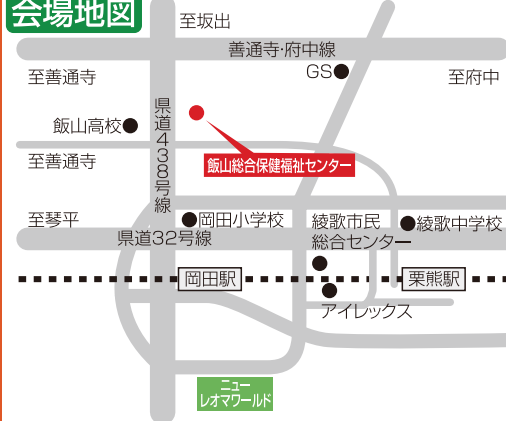 会場地図
至坂出
善通寺・府中線
GS
至善通寺
至府中
飯山高校
県道438号線
飯山総合保健福祉センター
至善通寺
至琴平
岡田小学校
綾歌市民
総合センター
綾歌中学校
県道32号線
岡田駅
栗熊駅
アイレックス
ニュー
レオマワールド